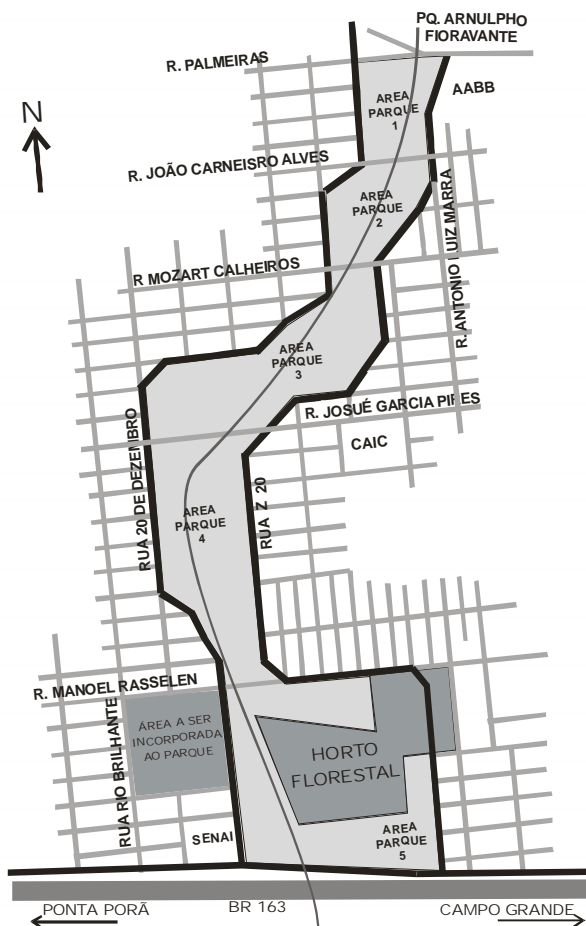 PQ. ARNULPHO
FIORAVANTE
R. PALMEIRAS
AABB
AREA
PARQUE
1
N
R. JOÃO CARNEISRO ALVES
AREA
PARQUE
2
R. ANTONIO LUIZ MARRA
R MOZART CALHEIROS
AREA
PARQUE
3
R. JOSUÉ GARCIA PIRES
CAIC
RUA 20 DE DEZEMBRO
RUA Z 20
AREA
PARQUE
4
R. MANOEL RASSELEN
ÁREA A SER
INCORPORADA
AO PARQUE
RUA RIO BRILHANTE
HORTO
FLORESTAL
SENAI
AREA
PARQUE
5
PONTA PORÃ
BR 163
CAMPO GRANDE